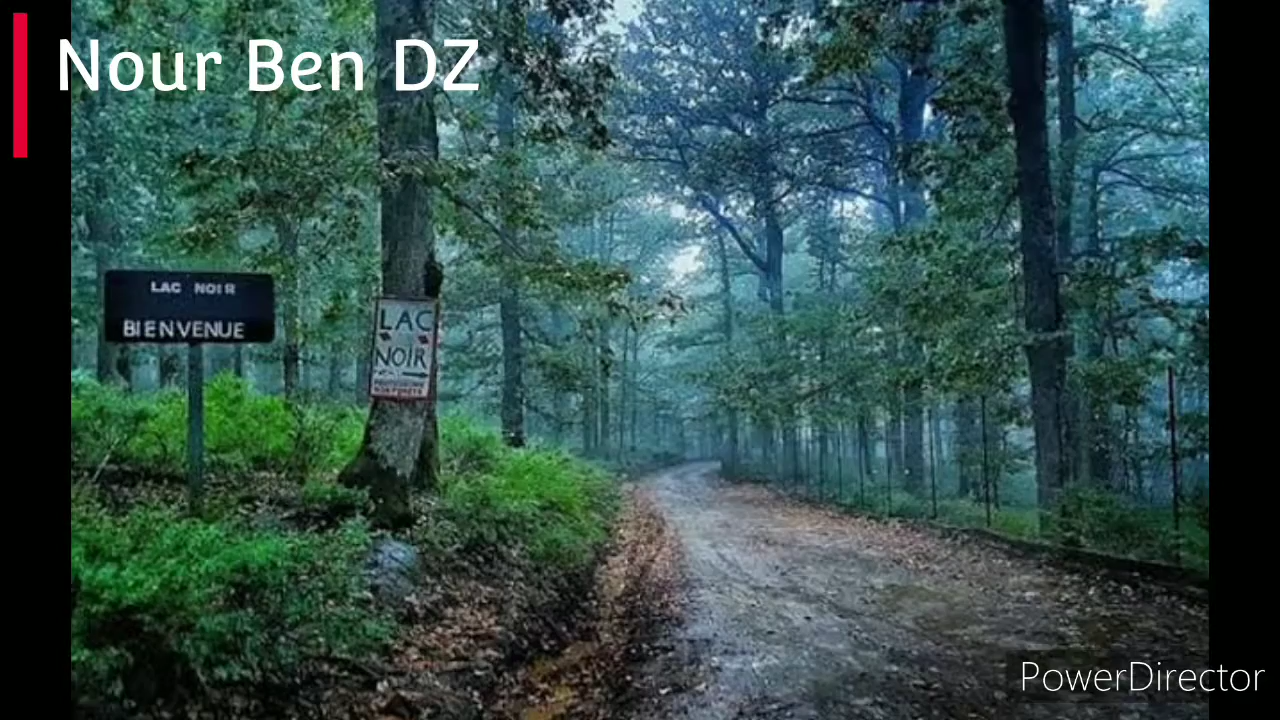 Nour Ben DZ
LAC NOIR
BIENVENUE
LAC
NOIR
PowerDirector